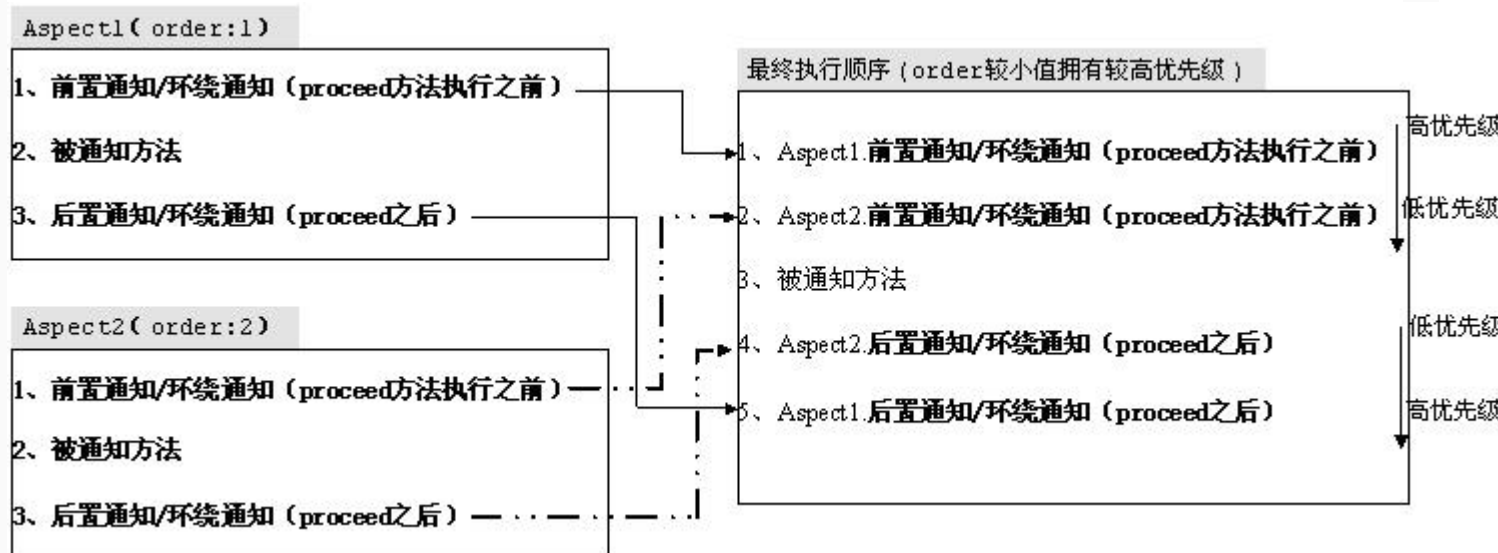 Aspect1( order:1)
1、前置通知/环绕通知（proceed方法执行之前）
2、被通知方法
3、后置通知/环绕通知（proceed之后）
Aspect2( order:2)
1、前置通知/环绕通知（proceed方法执行之前）
2、被通知方法
3、后置通知/环绕通知（proceed之后）
最终执行顺序（order较小值拥有较高优先级）
1、Aspect1.前置通知/环绕通知（proceed方法执行之前）
2、Aspect2.前置通知/环绕通知（proceed方法执行之前）
3、被通知方法
4、Aspect2.后置通知/环绕通知（proceed之后）
5、Aspect1.后置通知/环绕通知（proceed之后）
高优先级
低优先级
低优先级
高优先级